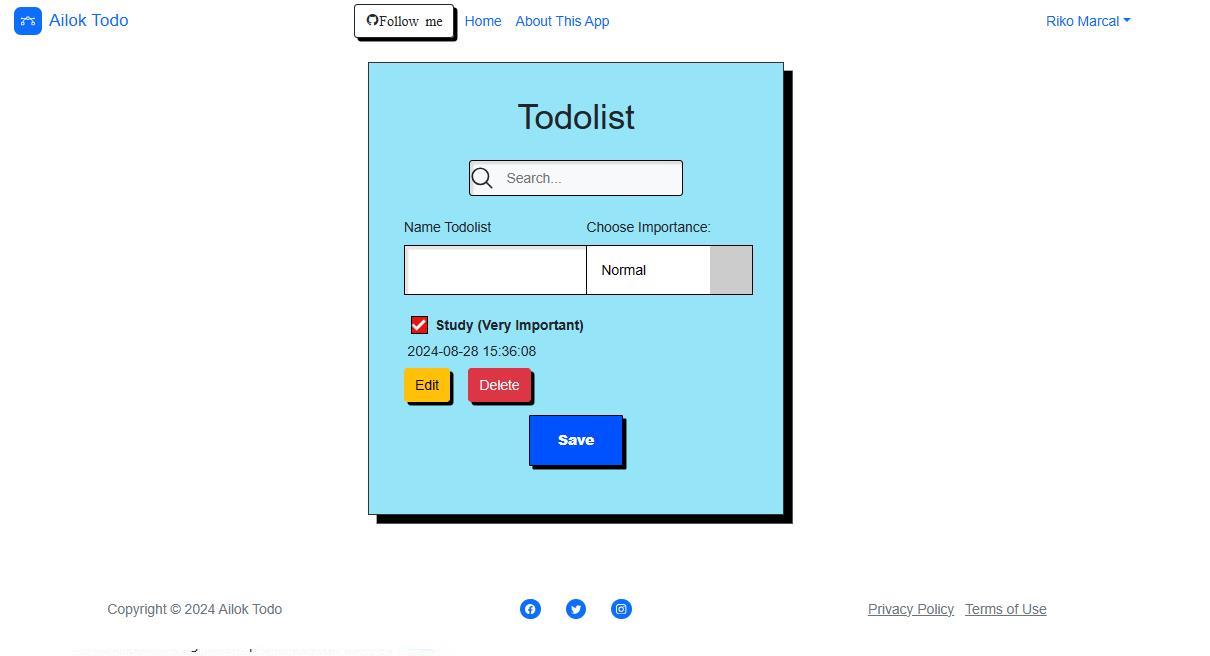 Ailok Todo
Follow me
Home
About This App
Riko Marcal
Todolist
Search...
Name Todolist
Choose Importance:
Normal
Study (Very Important)
2024-08-28 15:36:08
Edit
Delete
Save
Copyright © 2024 Ailok Todo
Privacy Policy
Terms of Use